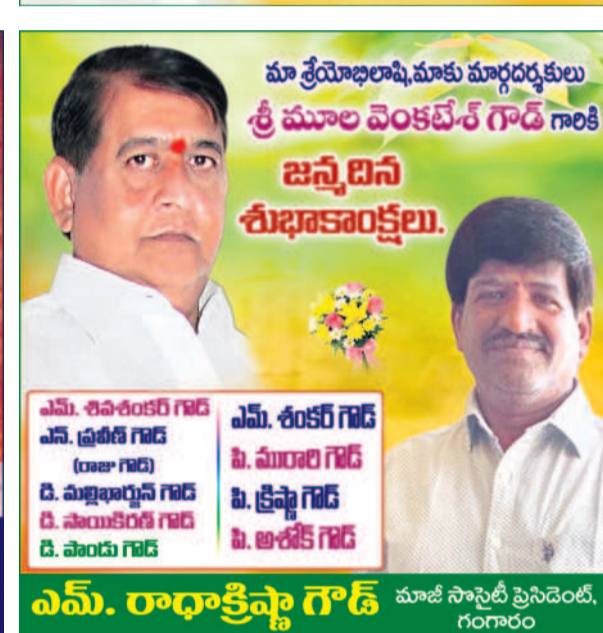 మా శ్రేయోభిలాషి,మాకు మార్గదర్శకులు
శ్రీ మూల వెంకటేశ్ గౌడ్ గారికి
జన్మదిన
శుభాకాంక్షలు.
ఎమ్. శివశంకర్ గౌడ్
ఎన్. ప్రవీణ్ గౌడ్
(రాజు గౌడ్)
డి. మల్లిఖార్జున్ గౌడ్
డి. సాయికిరణ్ గౌడ్
డి. పాండు గౌడ్
ఎమ్. శంకర్ గౌడ్
పి. మురారి గౌడ్
పి. క్రిష్ణా గౌడ్
పి. అశోక్ గౌడ్
ఎమ్. రాధాక్రిష్ణా గౌడ్
మాజీ సొసైటీ ప్రెసిడెంట్,
గంగారం